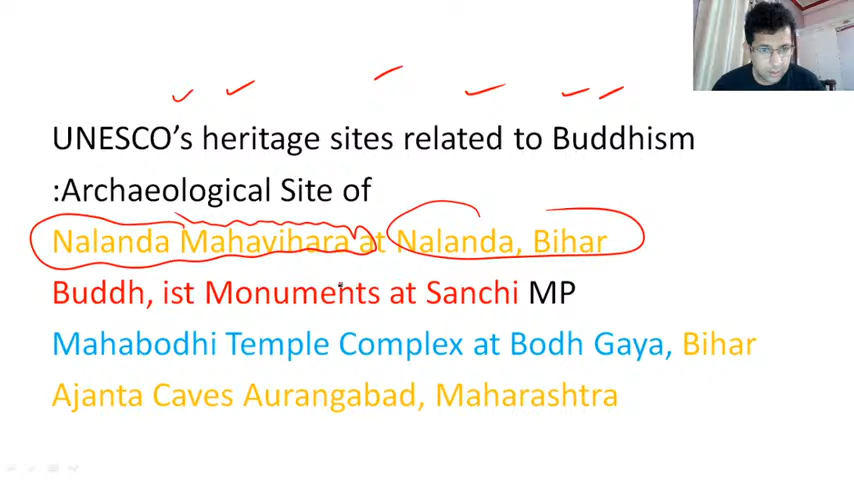 UNESCO’s heritage sites related to Buddhism
:Archaeological Site of
Nalanda Mahavihara at Nalanda, Bihar
Buddh, ist Monuments at Sanchi MP
Mahabodhi Temple Complex at Bodh Gaya, Bihar
Ajanta Caves Aurangabad, Maharashtra